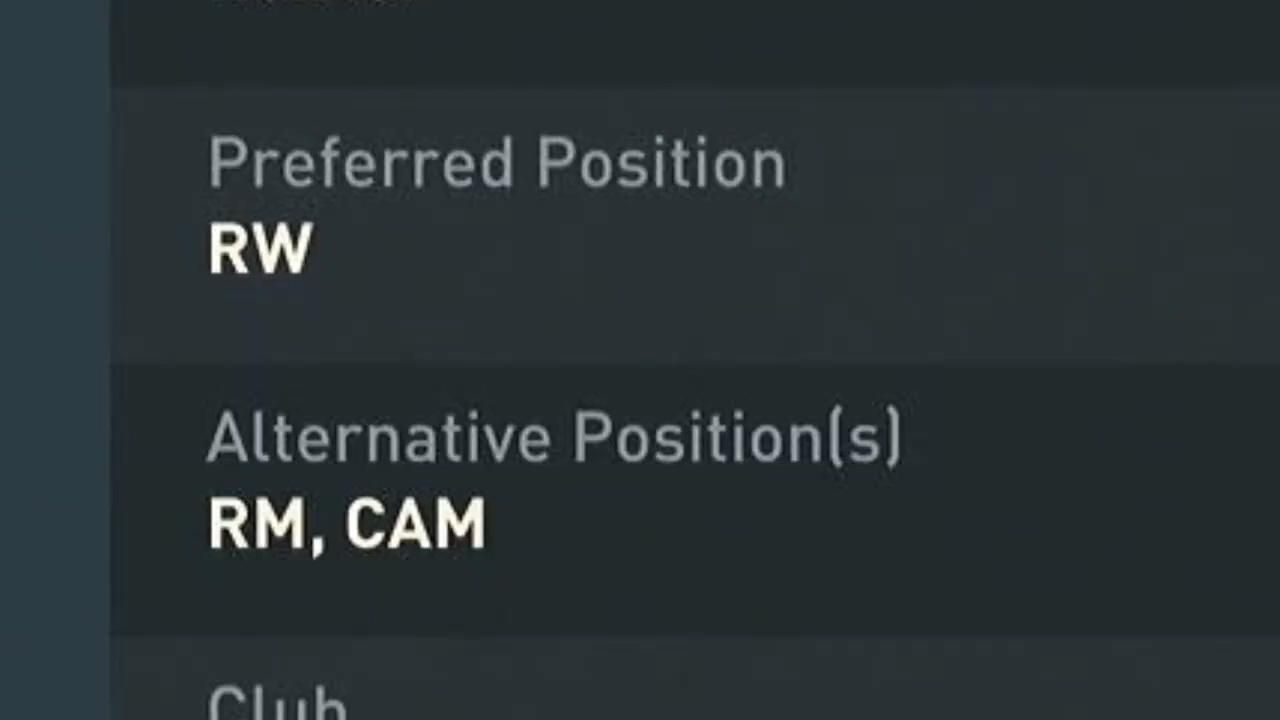 Preferred Position
RW
Alternative Position(s)
RM, CAM
Club